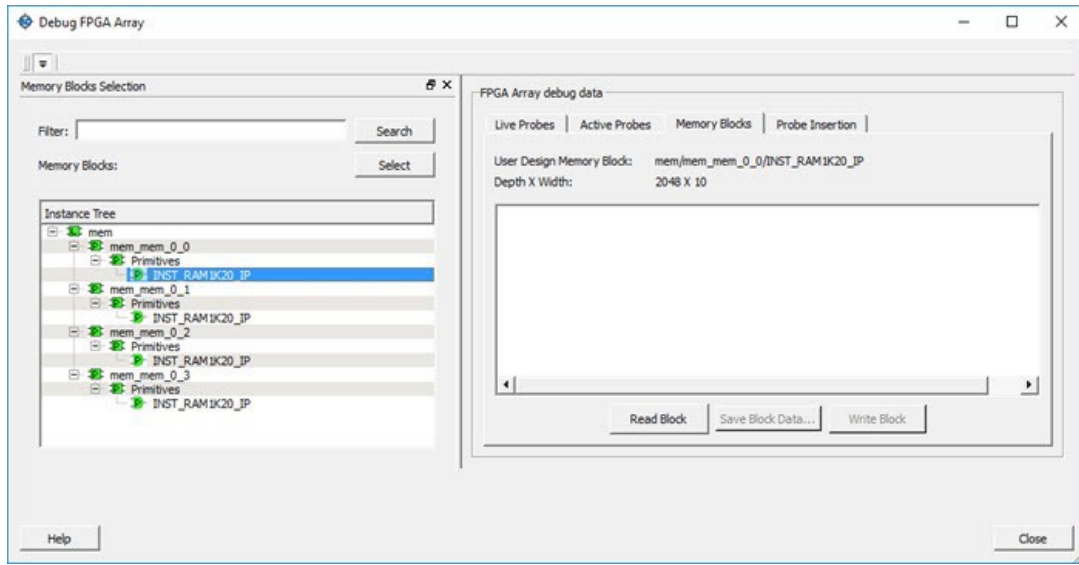 Debug FPGA Array
Memory Blocks Selection
Filter:
Search
Memory Blocks:
Select
Instance Tree
mem
mem_mem_0_0
Primitives
INST_RAM1K20_IP
mem_mem_0_1
Primitives
INST_RAM1K20_IP
mem_mem_0_2
Primitives
INST_RAM1K20_IP
mem_mem_0_3
Primitives
INST_RAM1K20_IP
FPGA Array debug data
Live Probes Active Probes Memory Blocks Probe Insertion
User Design Memory Block: mem/mem_mem_0_0/INST_RAM1K20_IP
Depth X Width: 2048 X 10
Read Block Save Block Data... Write Block
Help Close